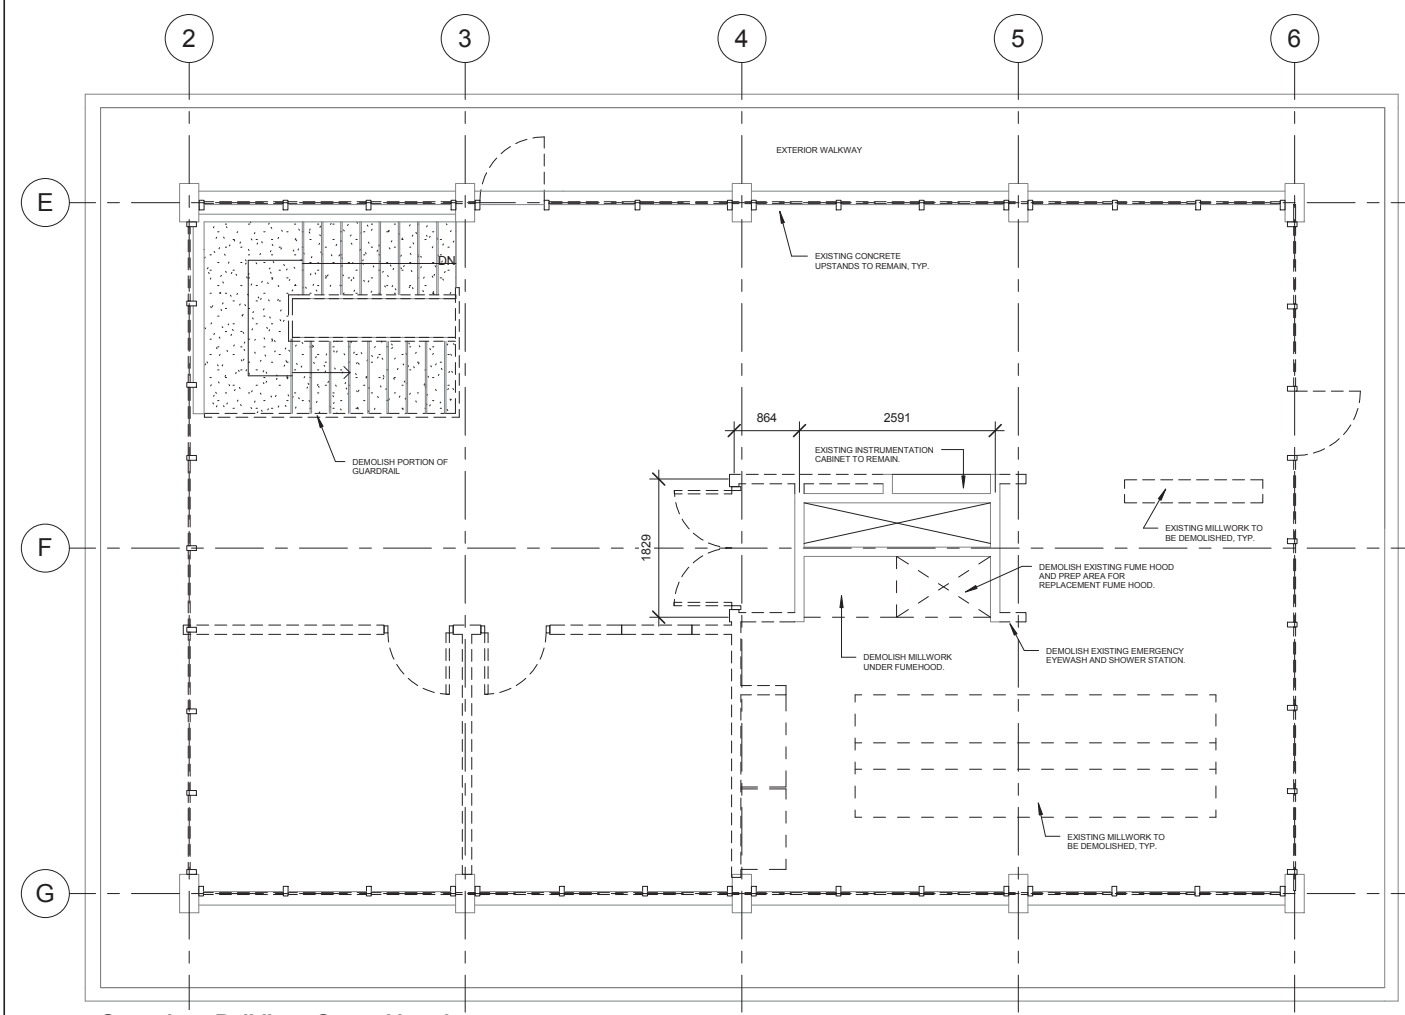 2 3 4 5 6
EXTERIOR WALKWAY
E
EXISTING CONCRETE
UPSTANDS TO REMAIN, TYP.
DN
864 2591
EXISTING INSTRUMENTATION
CABINET TO REMAIN.
DEMOLISH PORTION OF
GUARDRAIL
EXISTING MILLWORK TO
BE DEMOLISHED, TYP.
F
1829
DEMOLISH EXISTING FUME HOOD
AND PREP AREA FOR
REPLACEMENT FUME HOOD.
DEMOLISH MILLWORK
UNDER FUMEHOOD.
DEMOLISH EXISTING EMERGENCY
EYEWASH AND SHOWER STATION.
EXISTING MILLWORK TO
BE DEMOLISHED, TYP.
G